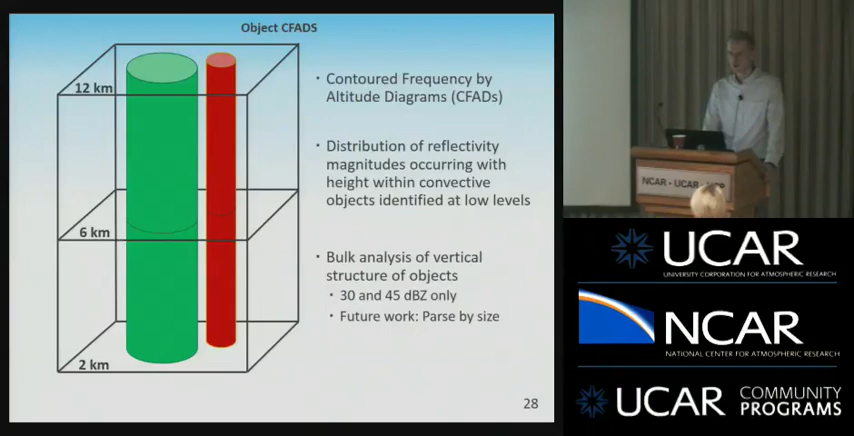 Object CFADS
12 km
6 km
2 km
· Contoured Frequency by
Altitude Diagrams (CFADs)
· Distribution of reflectivity
magnitudes occurring with
height within convective
objects identified at low levels
· Bulk analysis of vertical
structure of objects
· 30 and 45 dBZ only
· Future work: Parse by size
28
NCAR - UCAR - UCP
UCAR
UNIVERSITY CORPORATION FOR ATMOSPHERIC RESEARCH
NCAR
NATIONAL CENTER FOR ATMOSPHERIC RESEARCH
UCAR
COMMUNITY
PROGRAMS